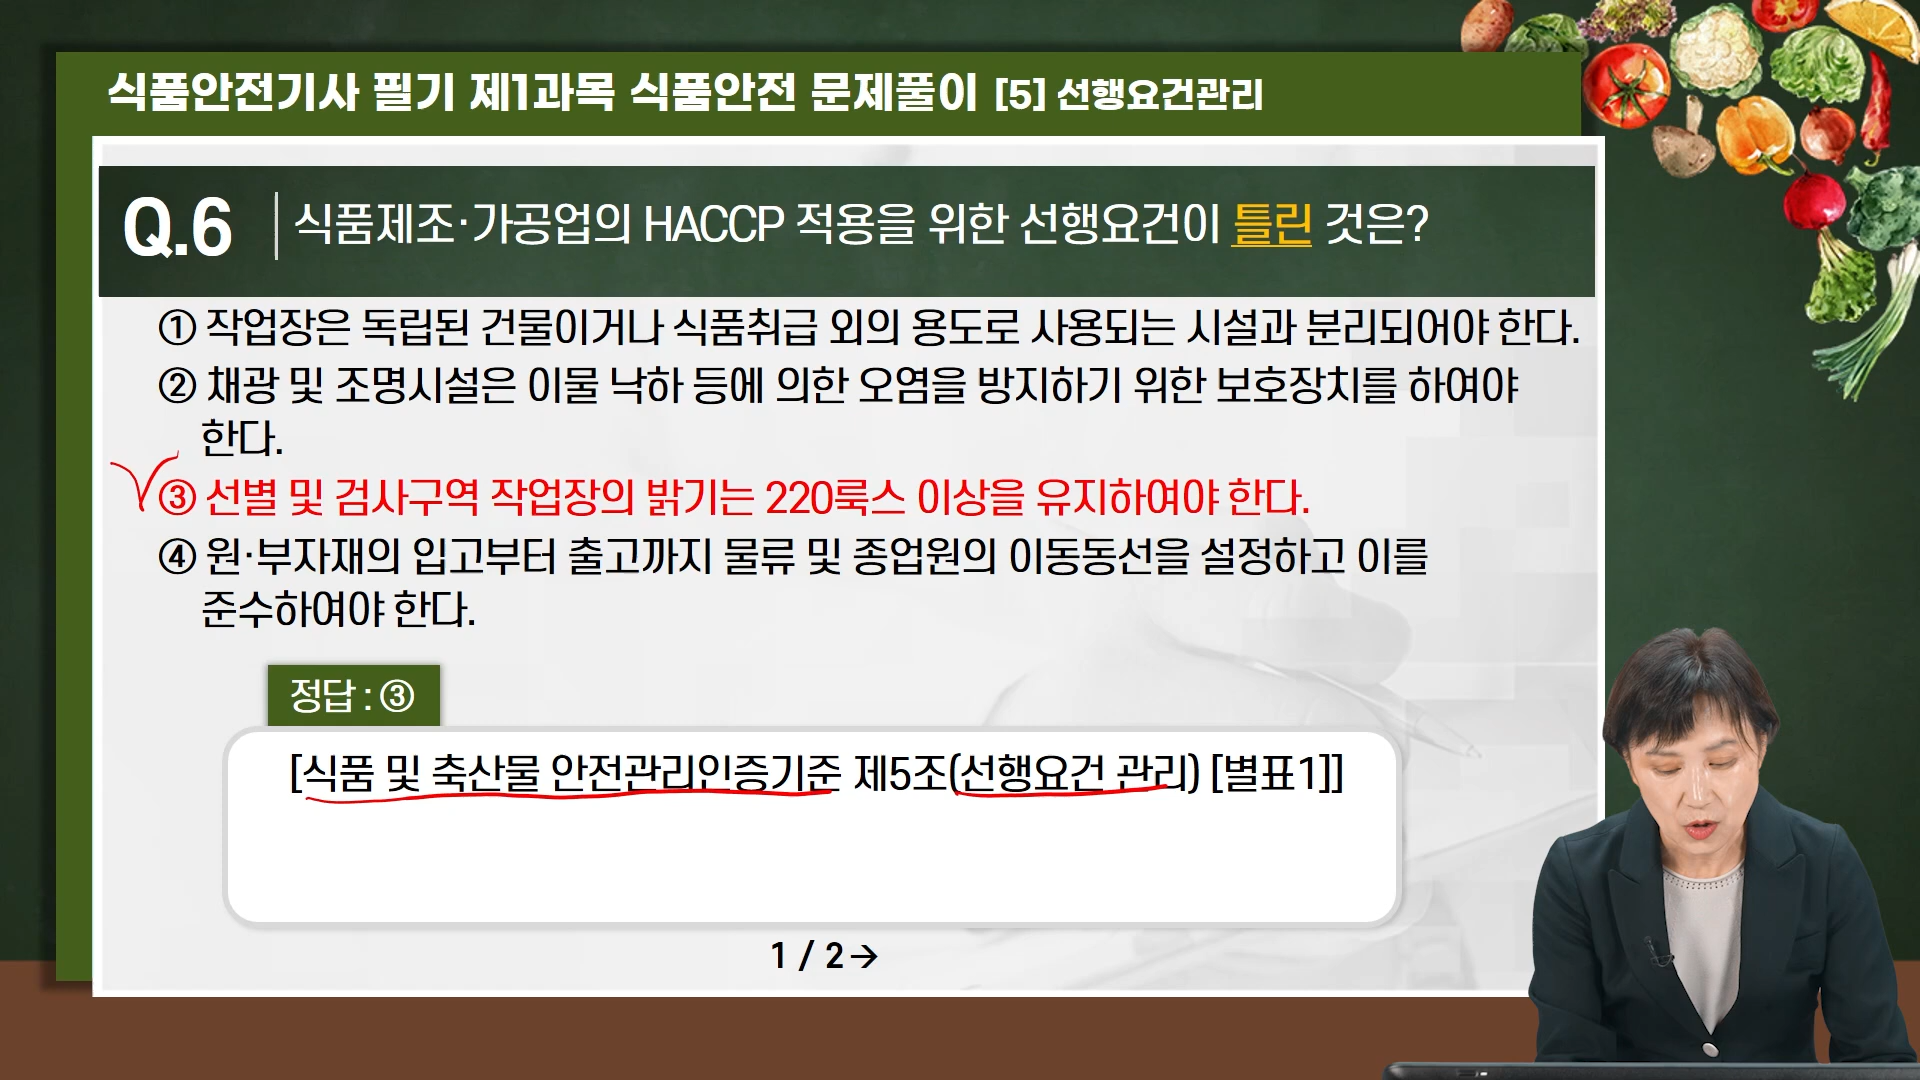 식품안전기사 필기 제1과목 식품안전 문제풀이 [5] 선행요건관리
Q.6 식품제조·가공업의 HACCP 적용을 위한 선행요건이 틀린 것은?
① 작업장은 독립된 건물이거나 식품취급 외의 용도로 사용되는 시설과 분리되어야 한다.
② 채광 및 조명시설은 이물 낙하 등에 의한 오염을 방지하기 위한 보호장치를 하여야
한다.
③ 선별 및 검사구역 작업장의 밝기는 220룩스 이상을 유지하여야 한다.
④ 원·부자재의 입고부터 출고까지 물류 및 종업원의 이동동선을 설정하고 이를
준수하여야 한다.
정답 : ③
[식품 및 축산물 안전관리인증기준 제5조(선행요건 관리) [별표1]]
1 / 2→